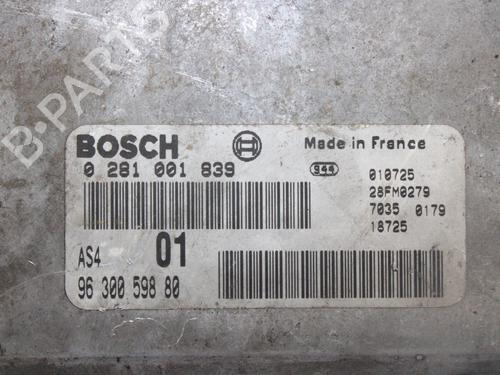 B-PARTS
BOSCH
Made in France
0 281 001 839
944
010725
28FM0279
7035 0179
18725
AS4 01
96 300 598 80